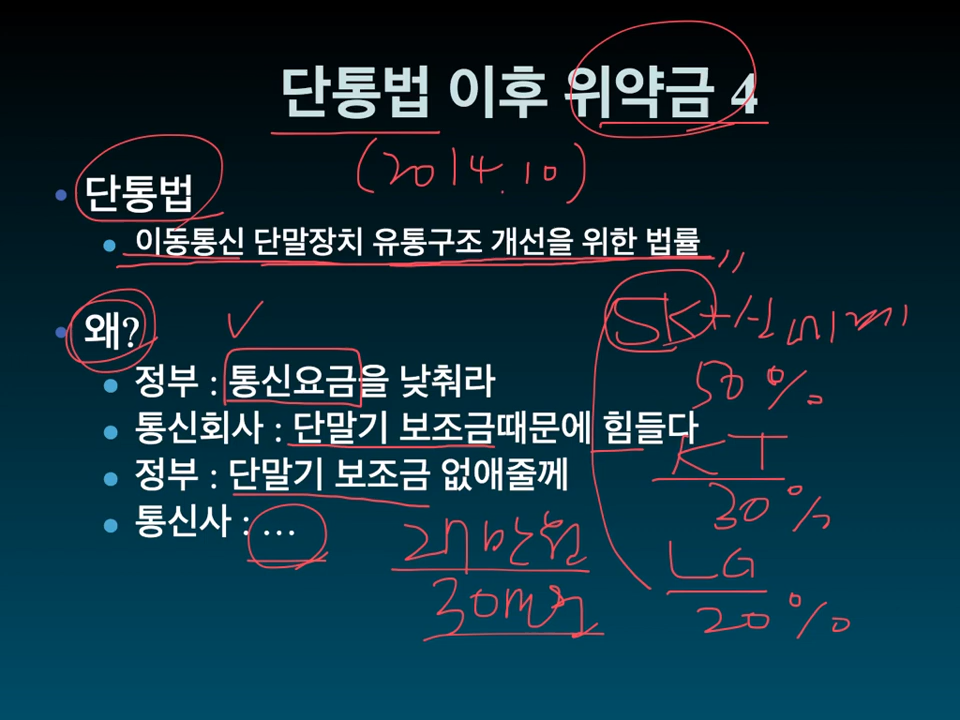 단통법 이후 위약금 4
(2014.10)
• 단통법
• 이동통신 단말장치 유통구조 개선을 위한 법률
• 왜?
• 정부 : 통신요금을 낮춰라
• 통신회사 : 단말기 보조금때문에 힘들다
• 정부 : 단말기 보조금 없애줄께
• 통신사 : ...
30만원
SK
50%
KT
30%
LG
20%